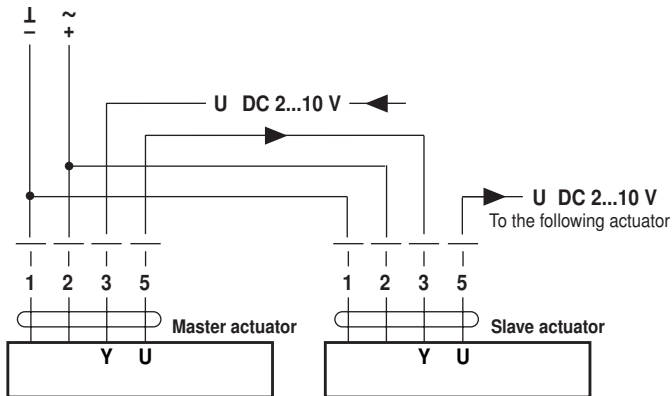 ⊥ ~
− +
U DC 2...10 V
U DC 2...10 V
To the following actuator
1 2 3 5 1 2 3 5
Master actuator Slave actuator
Y U Y U